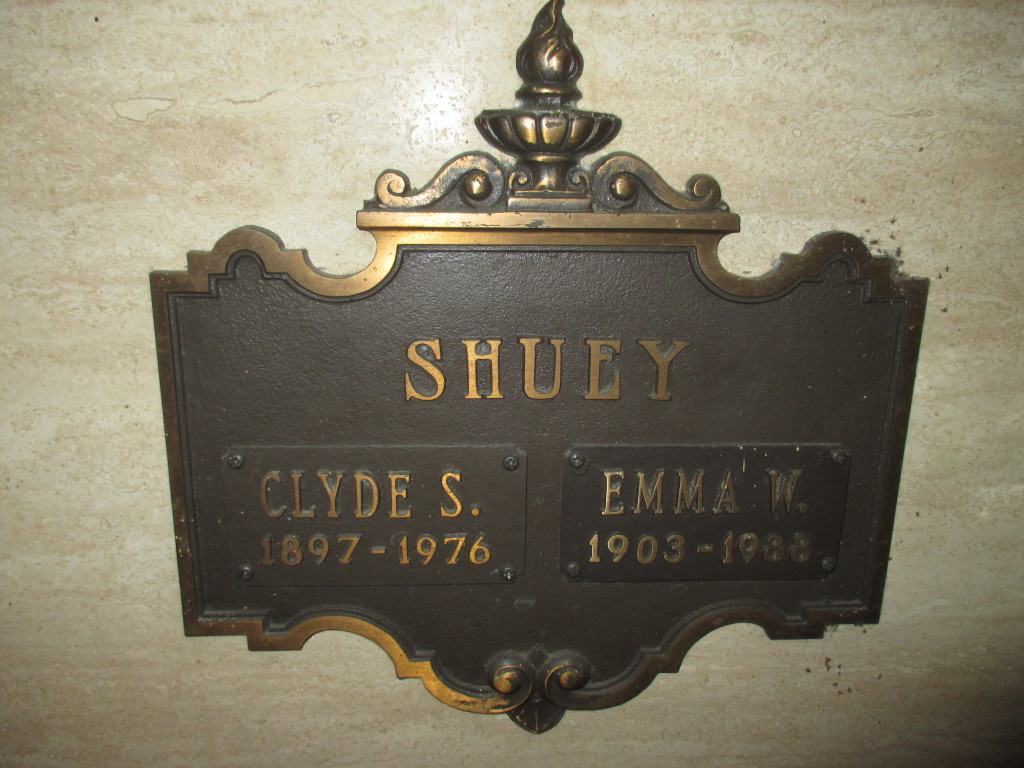 SHUEY
CLYDE S.
1897-1976
EMMA W.
1903-1988